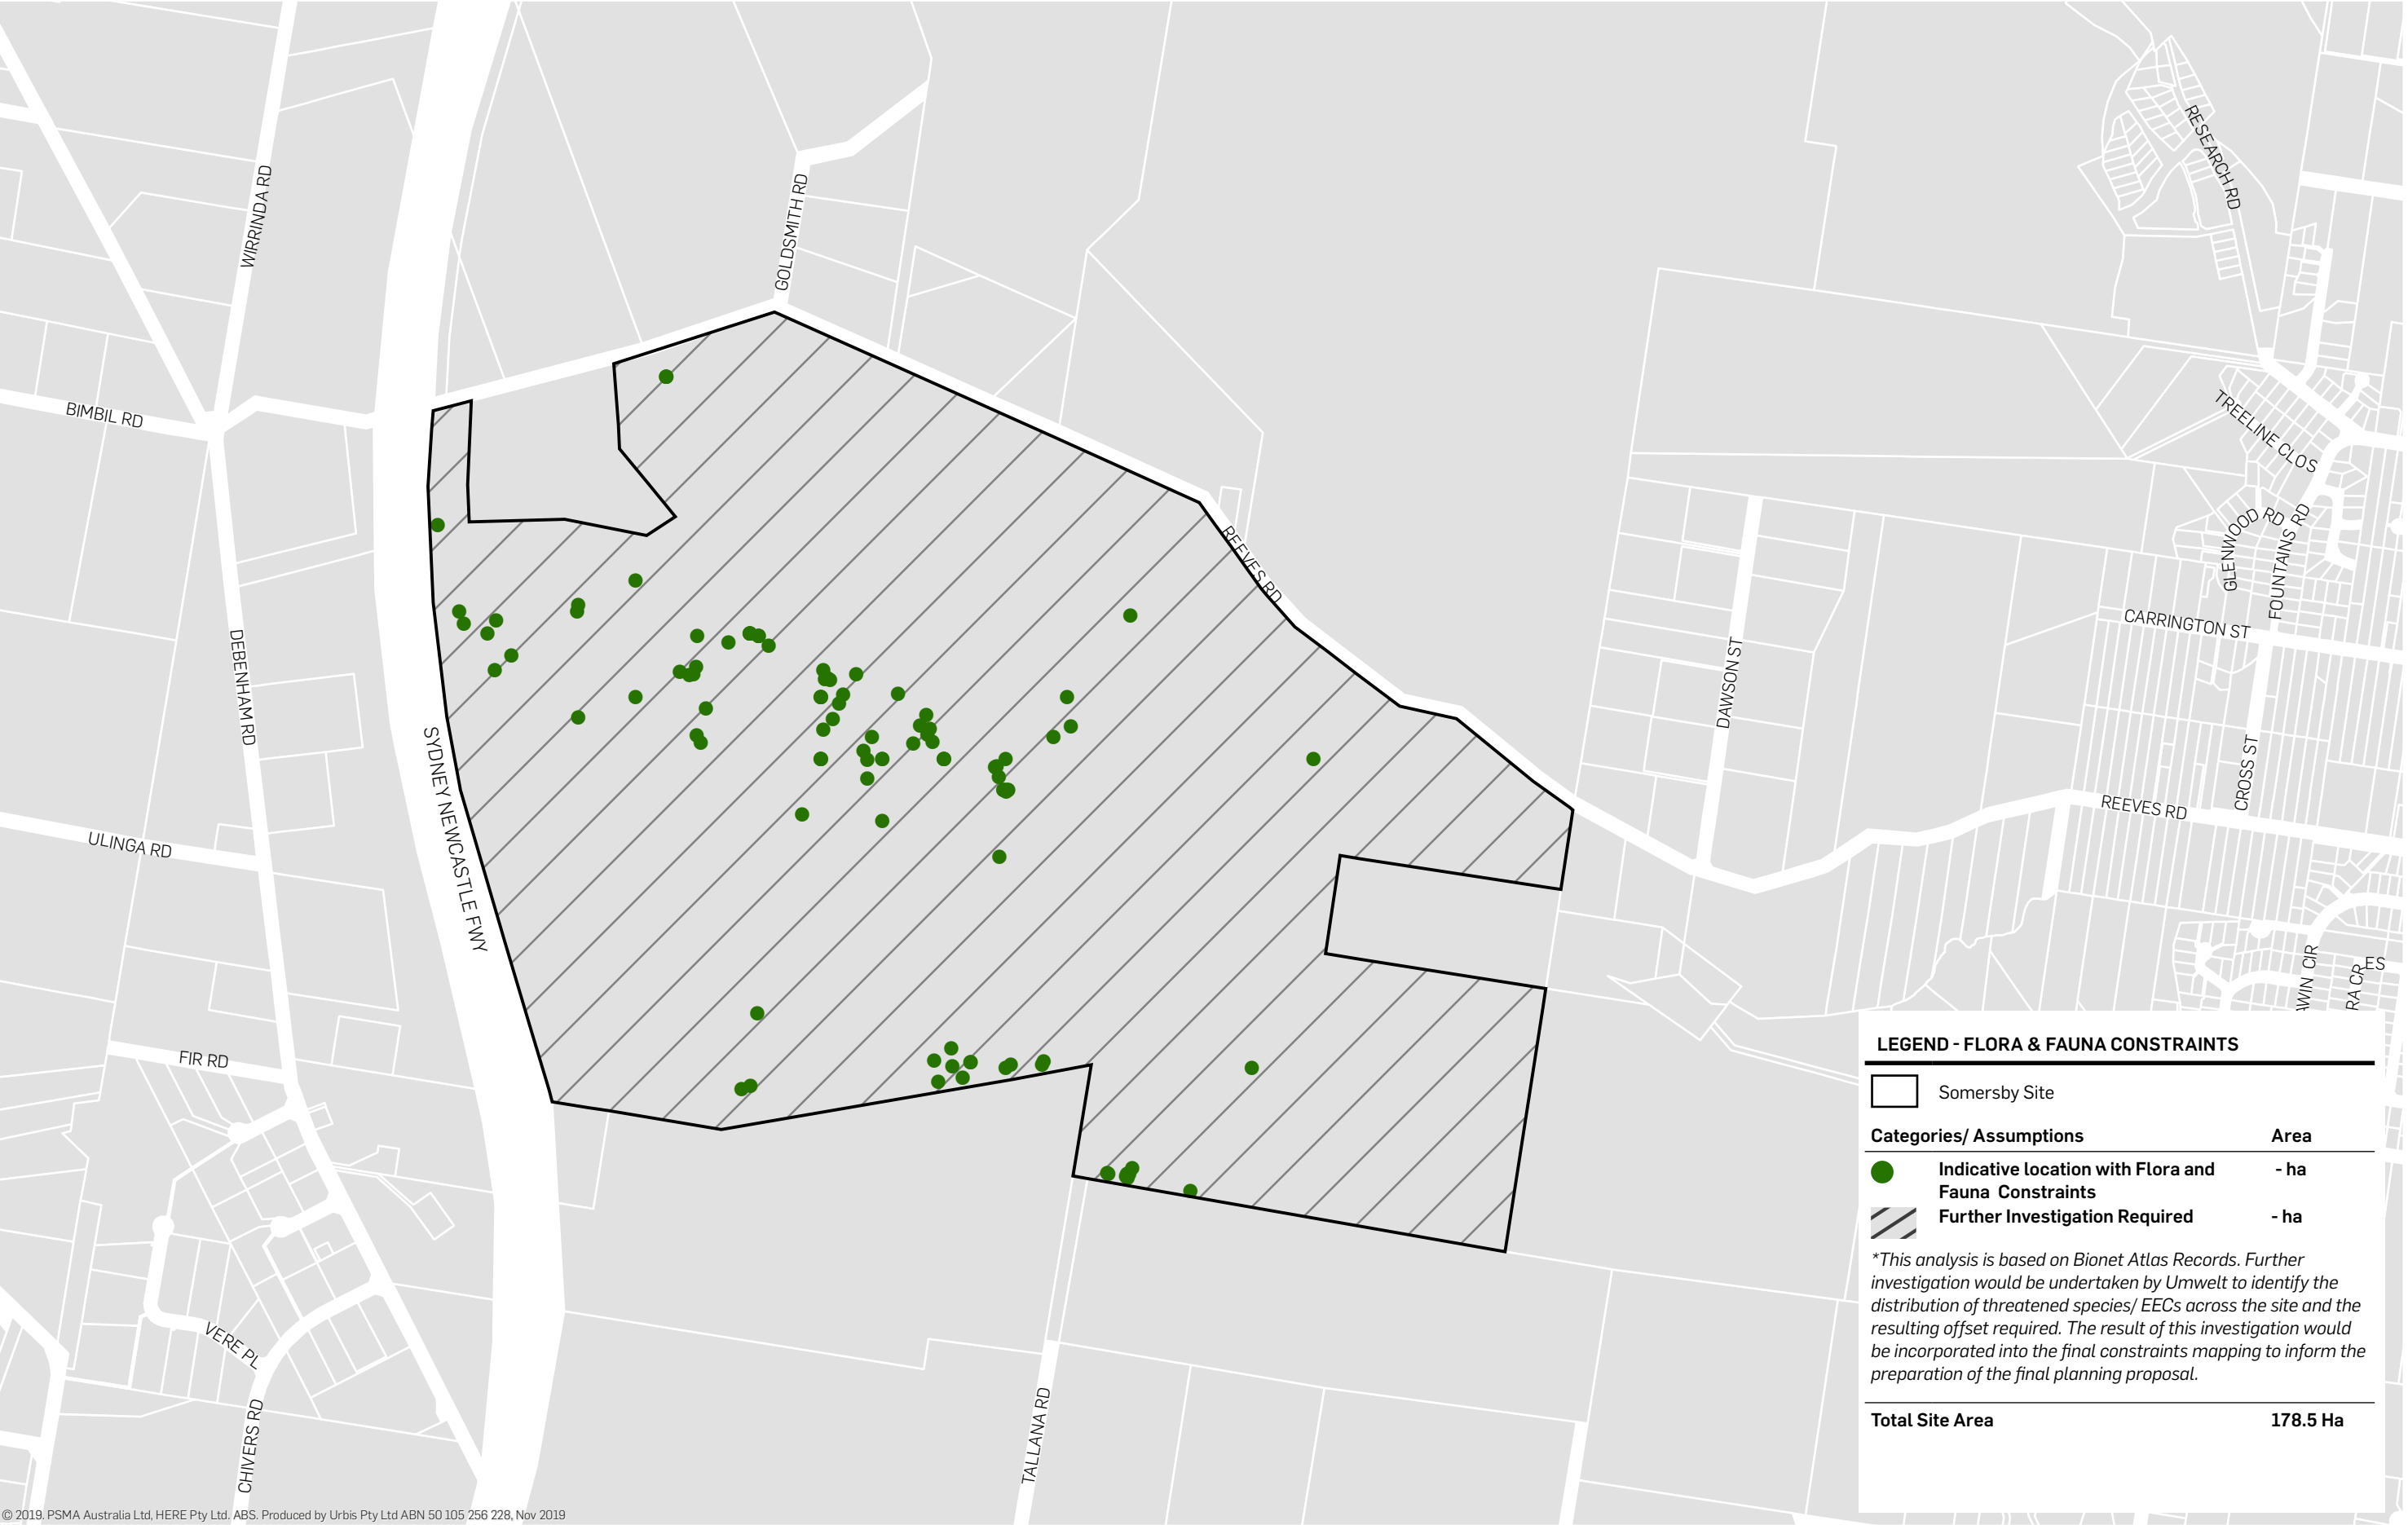 RESEARCH RD
WIRRINDA RD
GOLDSMITH RD
BIMBIL RD
TREELINE CLOS
GLENWOOD RD
FOUNTAINS RD
REEVES RD
CARRINGTON ST
DEBENHAM RD
DAWSON ST
SYDNEY NEWCASTLE FWY
CROSS ST
REEVES RD
ULINGA RD
AWIN CIR
RA CR
ES
FIR RD
VERE PL
CHIVERS RD
TALLANA RD
LEGEND - FLORA & FAUNA CONSTRAINTS
Somersby Site
Categories/ Assumptions Area
Indicative location with Flora and - ha
Fauna Constraints
Further Investigation Required - ha
*This analysis is based on Bionet Atlas Records. Further
investigation would be undertaken by Umwelt to identify the
distribution of threatened species/ EECs across the site and the
resulting offset required. The result of this investigation would
be incorporated into the final constraints mapping to inform the
preparation of the final planning proposal.
Total Site Area 178.5 Ha
© 2019. PSMA Australia Ltd, HERE Pty Ltd. ABS. Produced by Urbis Pty Ltd ABN 50 105 256 228, Nov 2019